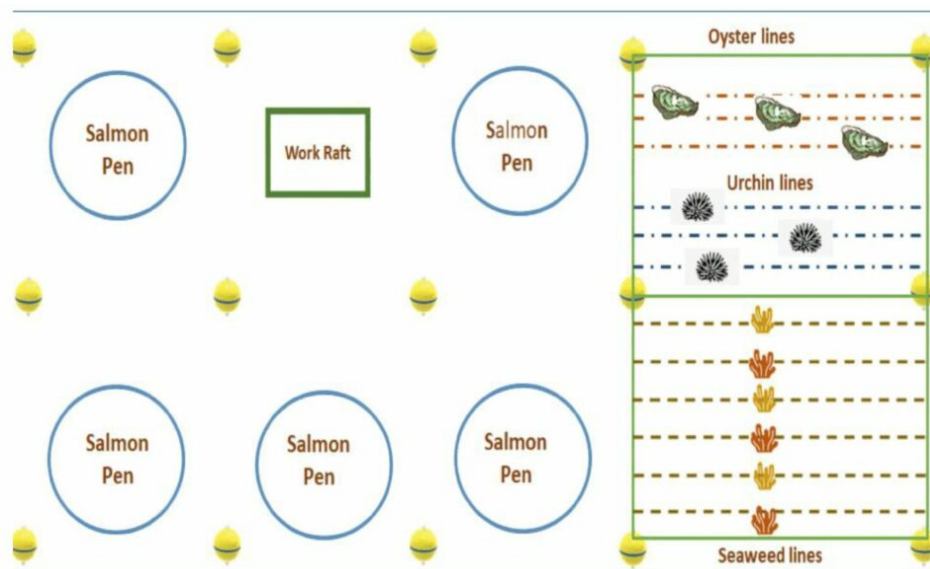 Oyster lines
Salmon
Pen
Work Raft
Salmon
Pen
Urchin lines
Salmon
Pen
Salmon
Pen
Salmon
Pen
Seaweed lines